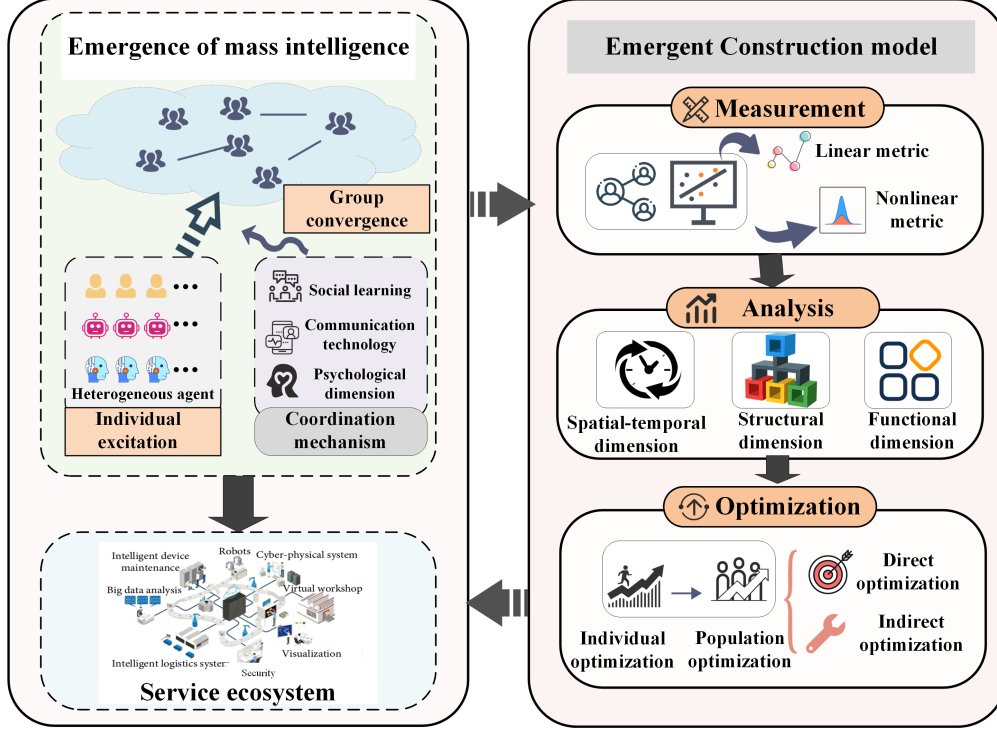 Emergence of mass intelligence
Group
convergence
Social learning
Communication
technology
Psychological
dimension
Coordination
mechanism
Heterogeneous agent
Individual
excitation
Robots
Cyber-physical system
Intelligent device
maintenance
Big data analysis
Virtual workshop
Visualization
Intelligent logistics syster
Security
Service ecosystem
Emergent Construction model
Measurement
Linear metric
Nonlinear
metric
Analysis
Spatial-temporal
dimension
Structural
dimension
Functional
dimension
Optimization
Individual
optimization
Population
optimization
Direct
optimization
Indirect
optimization